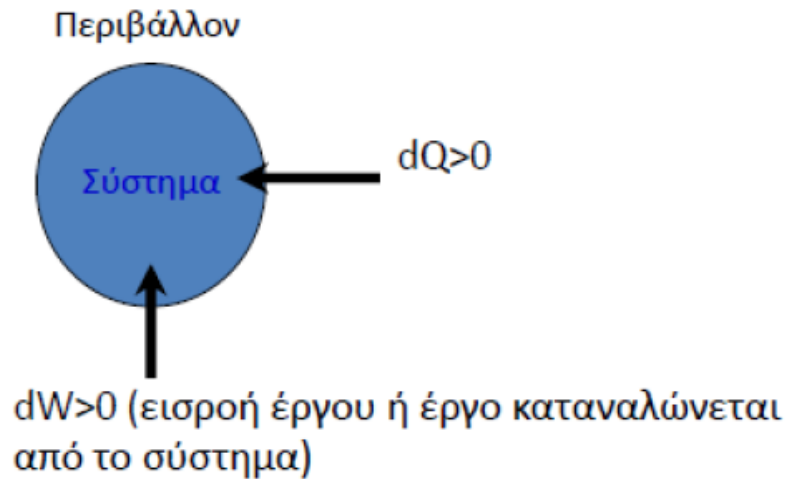 Περιβάλλον
dQ>0
Σύστημα
dW>0 (εισροή έργου ή έργο καταναλώνεται
από το σύστημα)